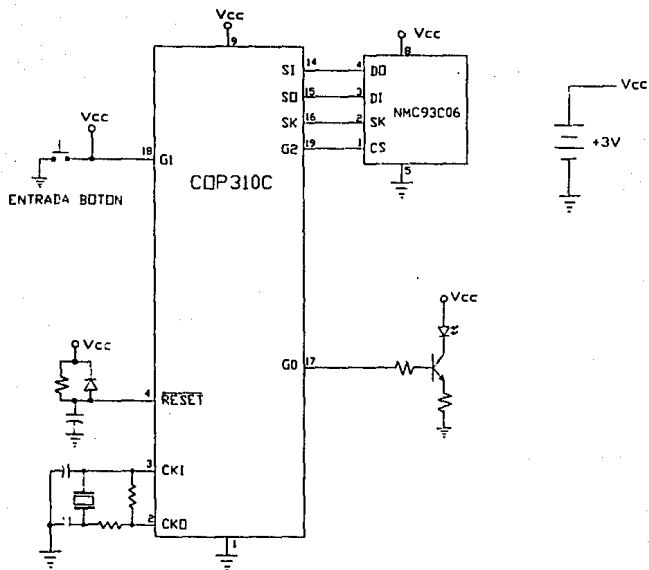 Vcc
9
SI
14
4
DO
SO
15
3
DI
SK
16
2
SK
G2
19
1
CS
Vcc
8
NMC93C06
5
Vcc
+3V
Vcc
18
G1
ENTRADA BOTON
COP310C
Vcc
4
RESET
3
CKI
2
CKO
1
GO
17
Vcc